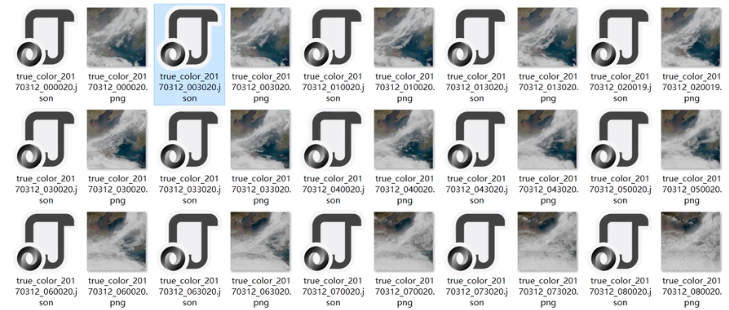 true_color_201 true_color_201 true_color_201 true_color_201 true_color_201 true_color_201 true_color_201 true_color_201 true_color_201 true_color_201
70312_000020.j 70312_000020. 70312_003020.j 70312_003020. 70312_010020.j 70312_010020. 70312_013020.j 70312_013020. 70312_020019.j 70312_020019.
son png son png son png son png son png
true_color_201 true_color_201 true_color_201 true_color_201 true_color_201 true_color_201 true_color_201 true_color_201 true_color_201 true_color_201
70312_030020.j 70312_030020. 70312_033020.j 70312_033020. 70312_040020.j 70312_040020. 70312_043020.j 70312_043020. 70312_050020.j 70312_050020.
son png son png son png son png son png
true_color_201 true_color_201 true_color_201 true_color_201 true_color_201 true_color_201 true_color_201 true_color_201 true_color_201 true_color_201
70312_060020.j 70312_060020. 70312_063020.j 70312_063020. 70312_070020.j 70312_070020. 70312_073020.j 70312_073020. 70312_080020.j 70312_080020.
son png son png son png son png son png